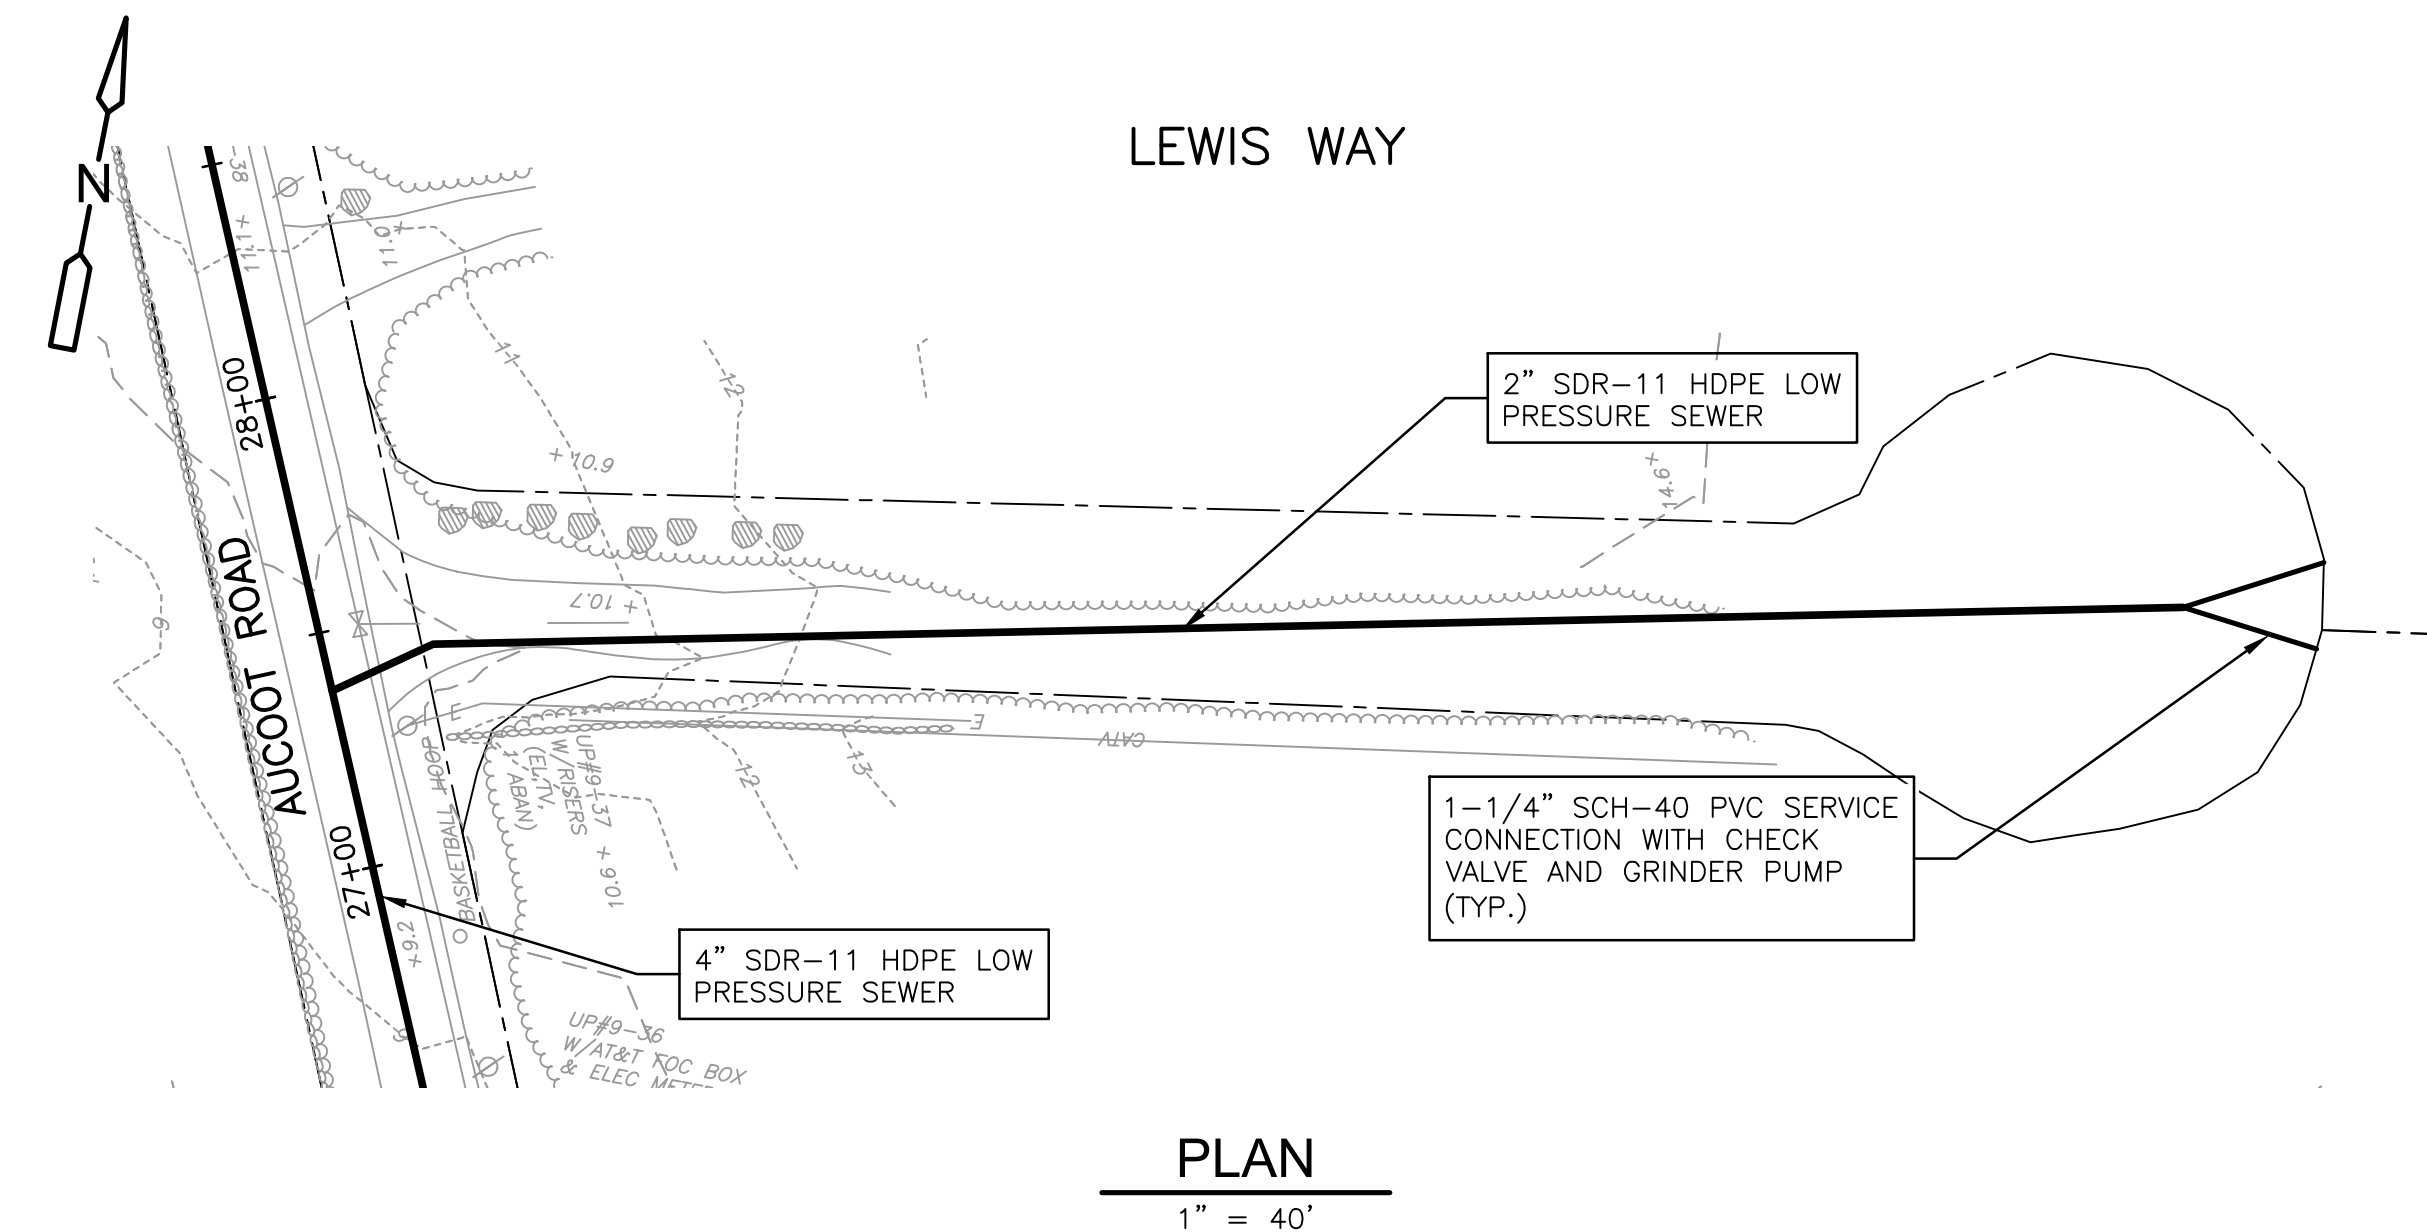 LEWIS WAY
N
-38
11.1 +
11.0 +
28+00
11
12
2" SDR-11 HDPE LOW
PRESSURE SEWER
+ 10.9
14.6 +
AUCOOT ROAD
+ 10.7
9
E
E
CATV
UP#9-37
W/RISERS
(EL,TV,
ABAN)
12
13
BASKETBALL HOOP
1-1/4" SCH-40 PVC SERVICE
CONNECTION WITH CHECK
VALVE AND GRINDER PUMP
(TYP.)
27+00
+ 10.6
+9.2
4" SDR-11 HDPE LOW
PRESSURE SEWER
9
UP#9-36
W/AT&T FOC BOX
& ELEC METER
PLAN
1" = 40'